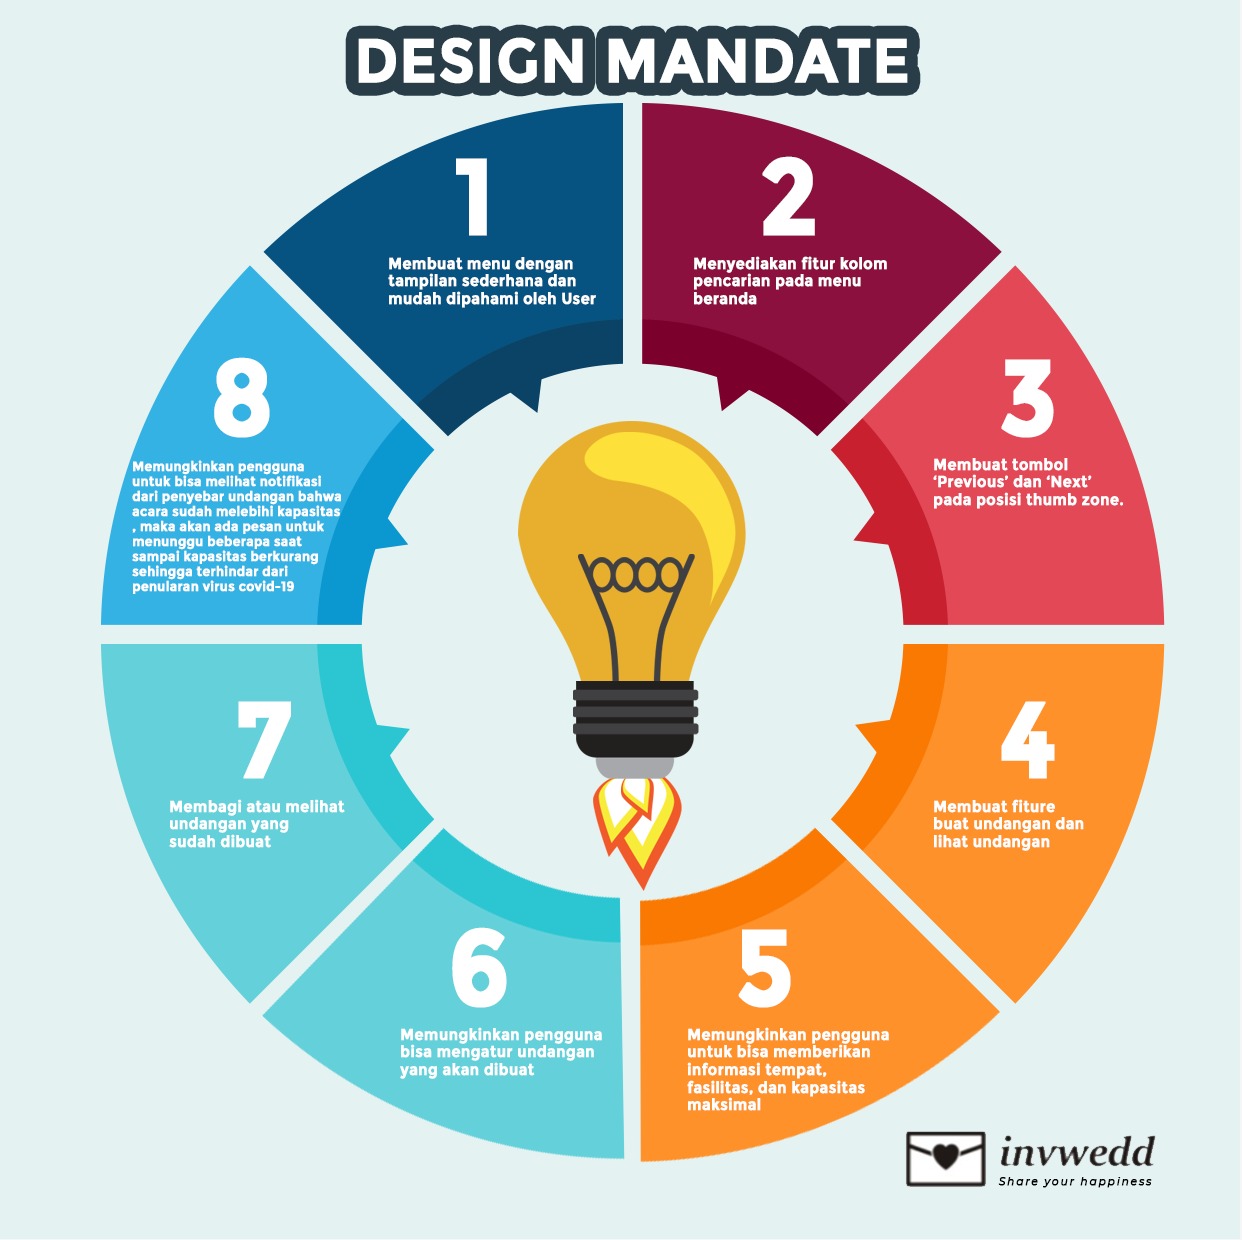 DESIGN MANDATE
1
Membuat menu dengan
tampilan sederhana dan
mudah dipahami oleh User
2
Menyediakan fitur kolom
pencarian pada menu
beranda
3
Membuat tombol
‘Previous’ dan ‘Next’
pada posisi thumb zone.
4
Membuat fiture
buat undangan dan
lihat undangan
5
Memungkinkan pengguna
untuk bisa memberikan
informasi tempat,
fasilitas, dan kapasitas
maksimal
6
Memungkinkan pengguna
bisa mengatur undangan
yang akan dibuat
7
Membagi atau melihat
undangan yang
sudah dibuat
8
Memungkinkan pengguna
untuk bisa melihat notifikasi
dari penyebar undangan bahwa
acara sudah melebihi kapasitas
, maka akan ada pesan untuk
menunggu beberapa saat
sampai kapasitas berkurang
sehingga terhindar dari
penularan virus covid-19
invwedd
Share your happiness